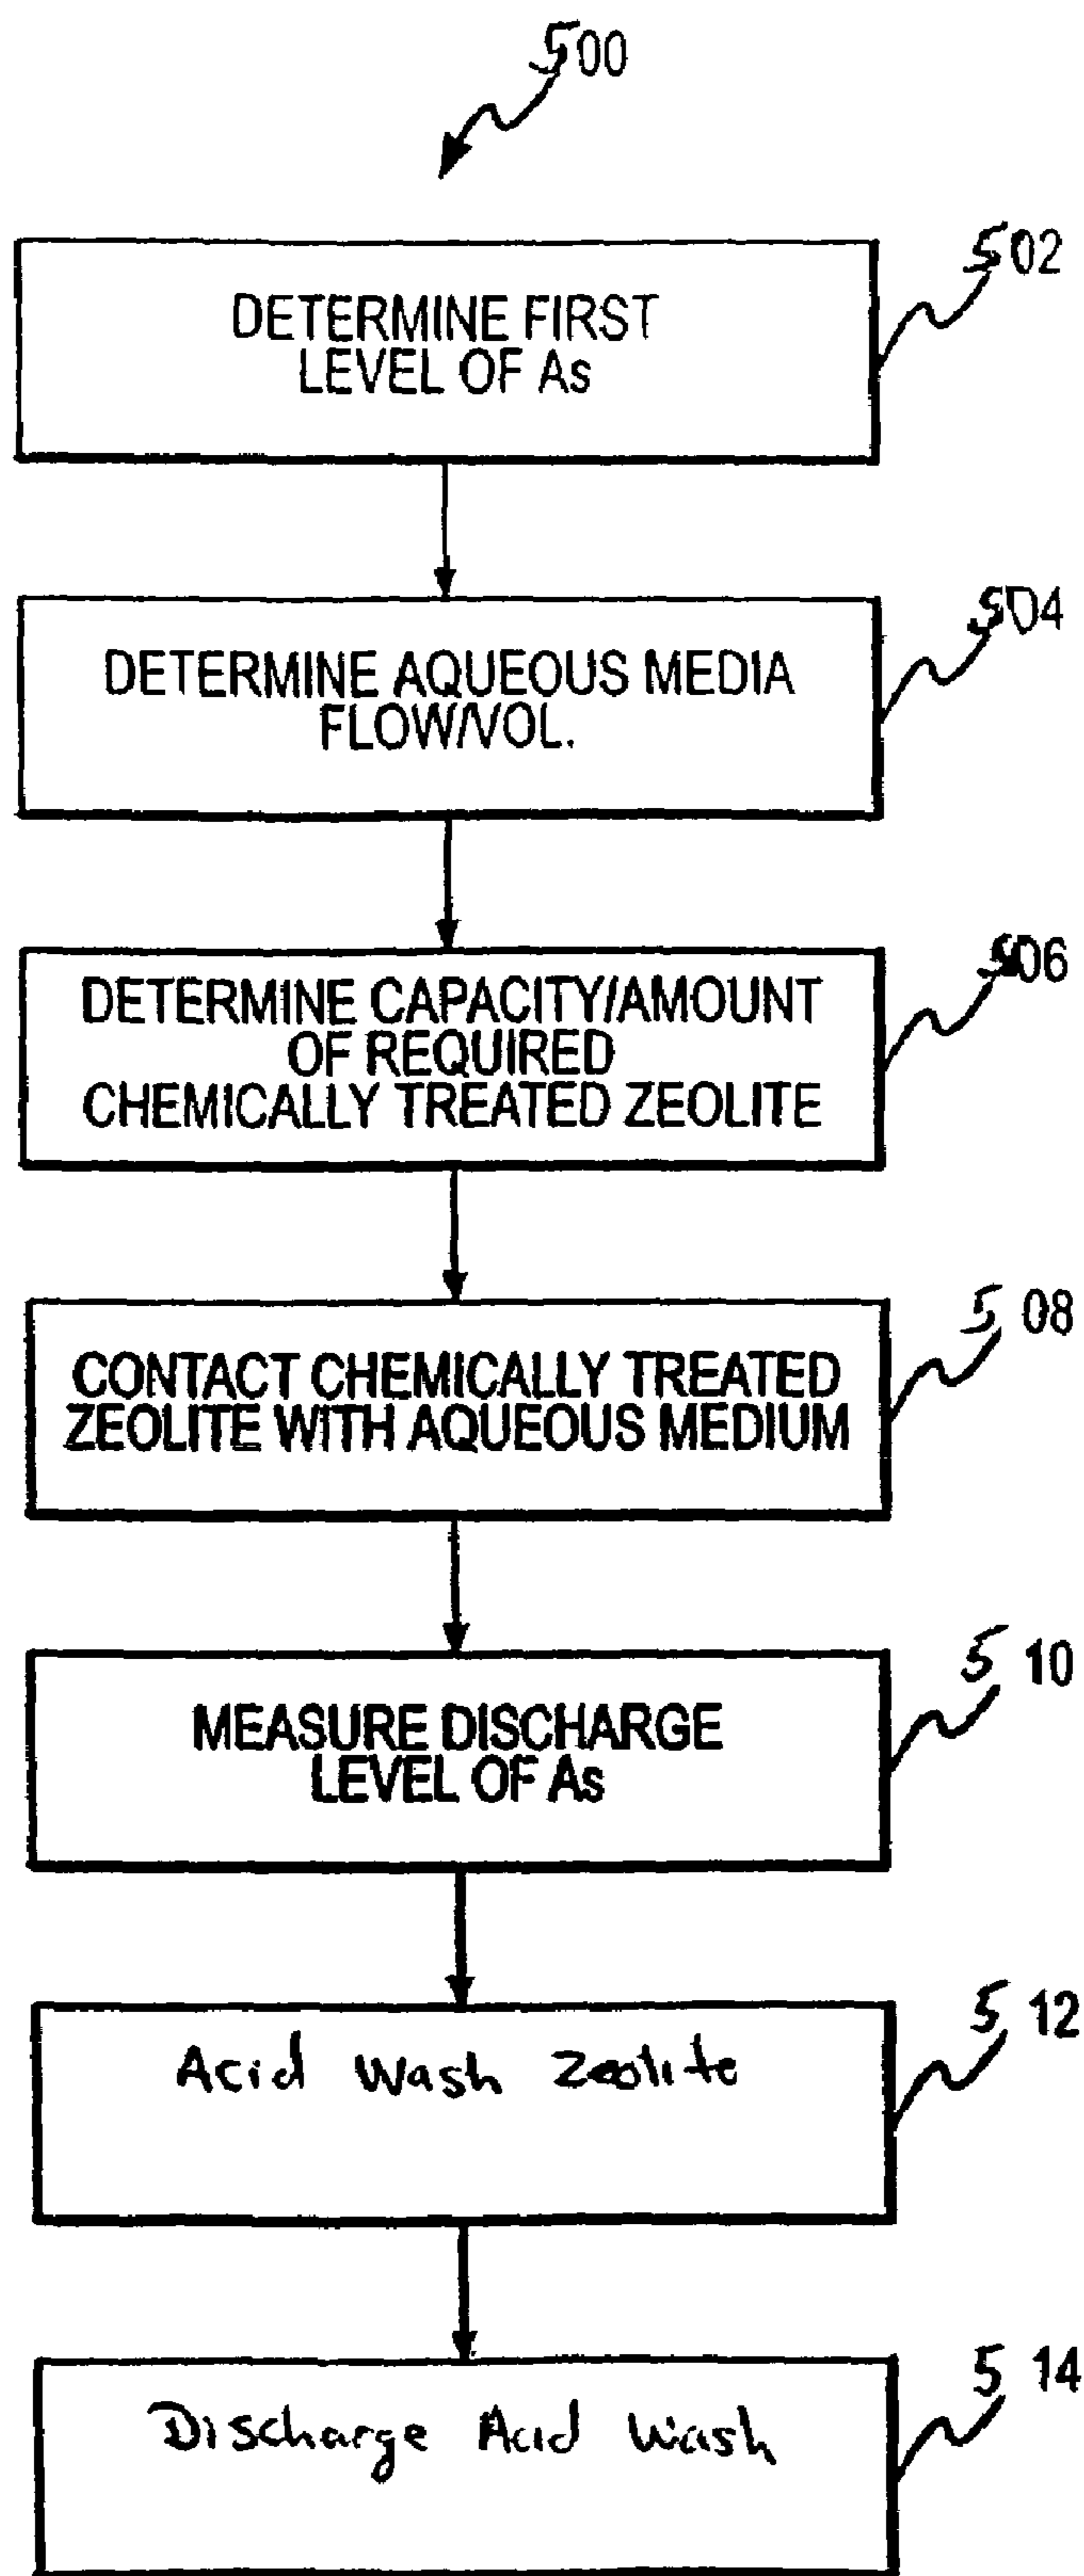 500
502
DETERMINE FIRST
LEVEL OF As
504
DETERMINE AQUEOUS MEDIA
FLOW/VOL.
506
DETERMINE CAPACITY/AMOUNT
OF REQUIRED
CHEMICALLY TREATED ZEOLITE
508
CONTACT CHEMICALLY TREATED
ZEOLITE WITH AQUEOUS MEDIUM
510
MEASURE DISCHARGE
LEVEL OF As
512
Acid Wash Zeolite
514
Discharge Acid Wash